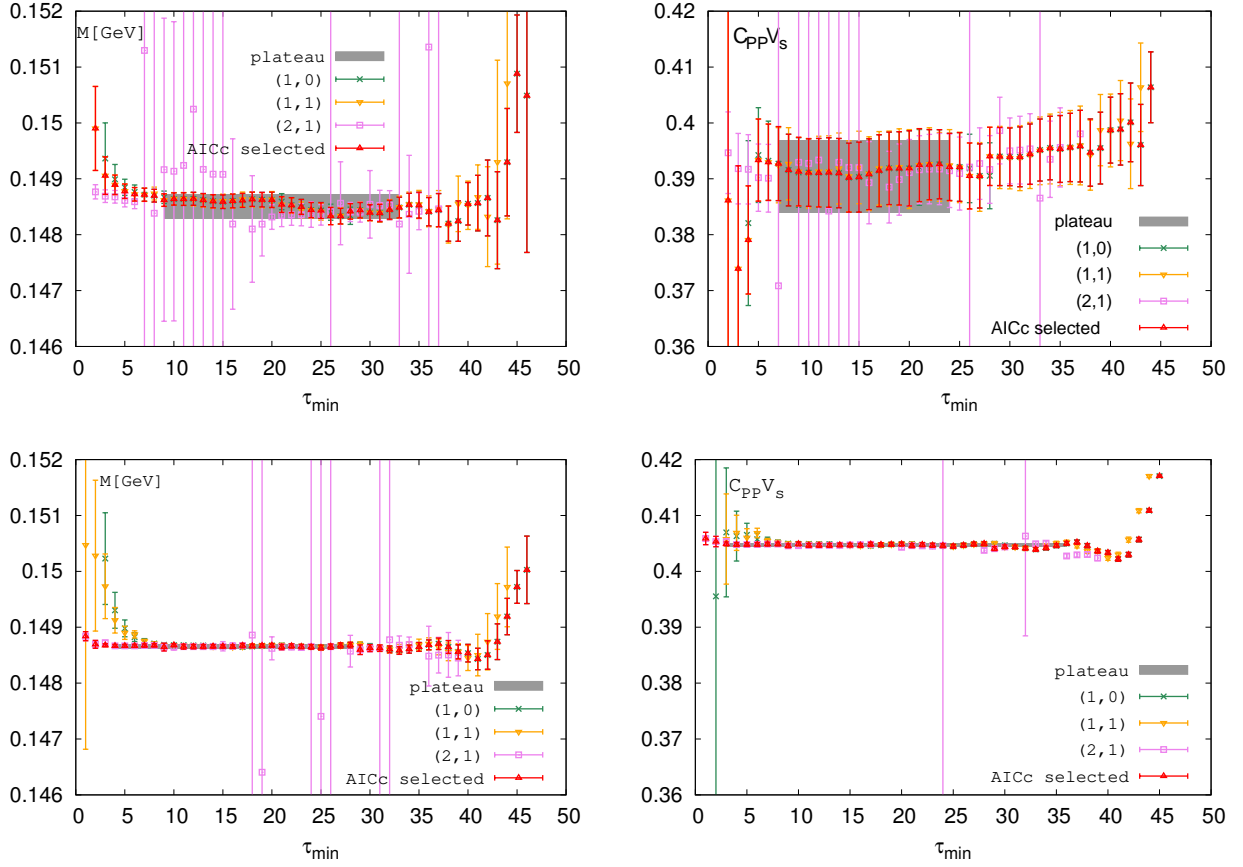 M[GeV]
plateau
(1,0)
(1,1)
(2,1)
AICc selected
0.152
0.151
0.15
0.149
0.148
0.147
0.146
0 5 10 15 20 25 30 35 40 45 50
τmin
CPPVs
plateau
(1,0)
(1,1)
(2,1)
AICc selected
0.42
0.41
0.4
0.39
0.38
0.37
0.36
0 5 10 15 20 25 30 35 40 45 50
τmin
M[GeV]
plateau
(1,0)
(1,1)
(2,1)
AICc selected
0.152
0.151
0.15
0.149
0.148
0.147
0.146
0 5 10 15 20 25 30 35 40 45 50
τmin
CPPVs
plateau
(1,0)
(1,1)
(2,1)
AICc selected
0.42
0.41
0.4
0.39
0.38
0.37
0.36
0 5 10 15 20 25 30 35 40 45 50
τmin